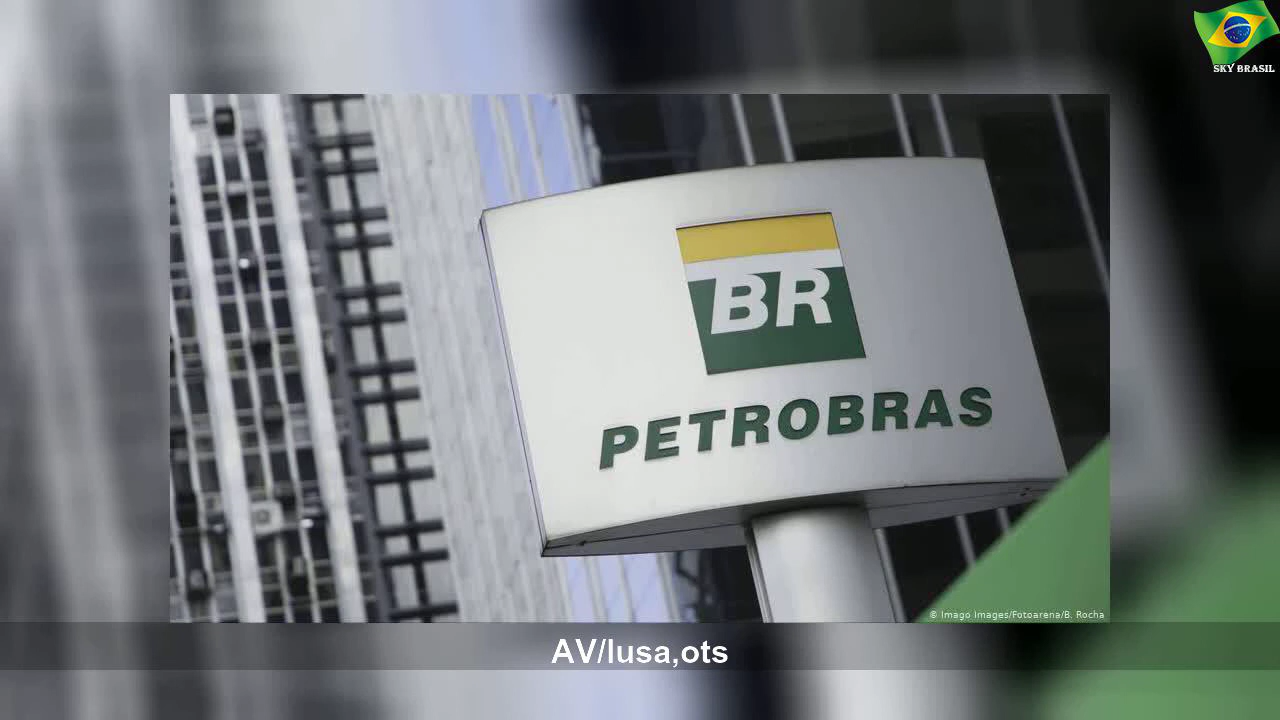 SKY BRASIL
BR
PETROBRAS
© Imago Images/Fotoarena/B. Rocha
AV/lusa,ots